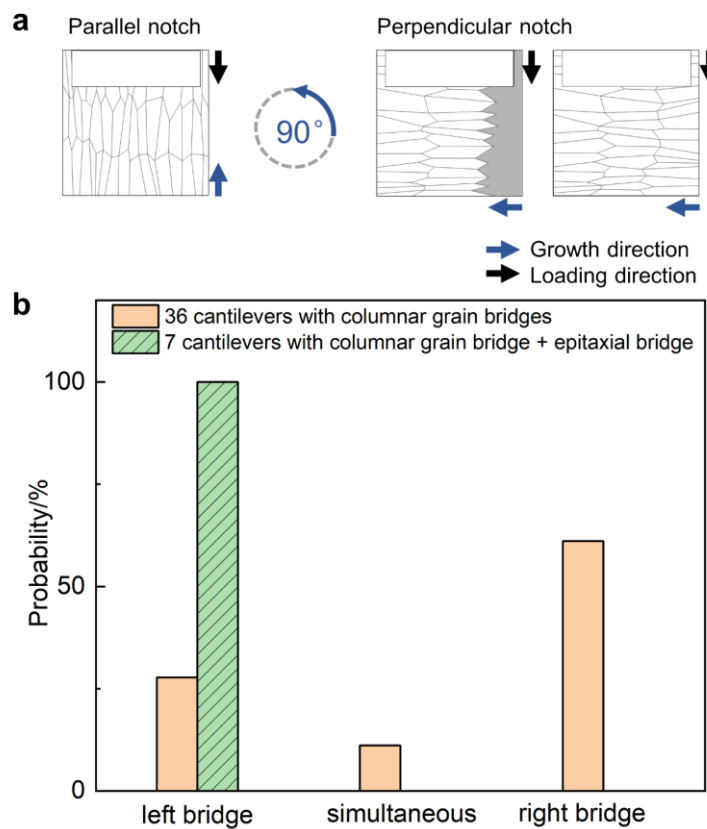 a
Parallel notch
Perpendicular notch
90°
Growth direction
Loading direction
b
36 cantilevers with columnar grain bridges
7 cantilevers with columnar grain bridge + epitaxial bridge
100
50
0
Probability/%
left bridge
simultaneous
right bridge